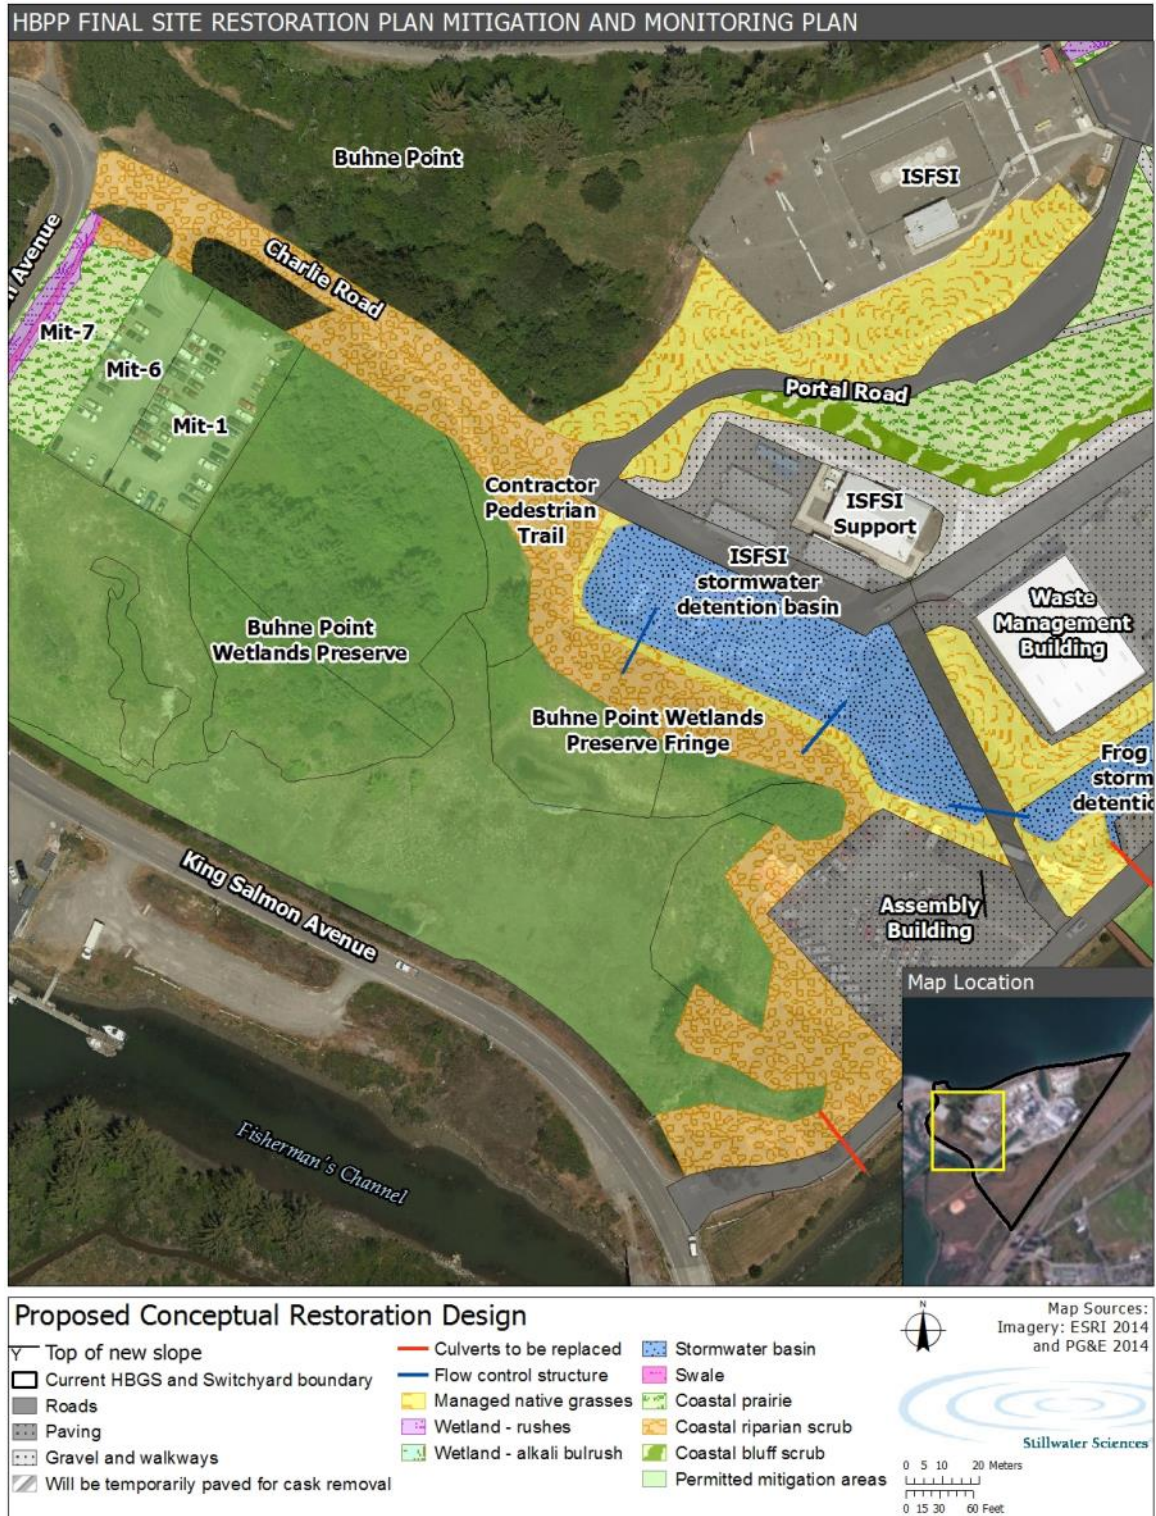 HBPP FINAL SITE RESTORATION PLAN MITIGATION AND MONITORING PLAN
Buhne Point
ISFSI
Avenue
Charlie Road
Mit-7
Mit-6
Mit-1
Portal Road
Contractor
Pedestrian
Trail
ISFSI
Support
ISFSI
stormwater
detention basin
Waste
Management
Building
Buhne Point
Wetlands Preserve
Buhne Point Wetlands
Preserve Fringe
Frog
storm
detentio
King Salmon Avenue
Assembly
Building
Fisherman's Channel
Map Location
Proposed Conceptual Restoration Design
Top of new slope
Current HBGS and Switchyard boundary
Roads
Paving
Gravel and walkways
Will be temporarily paved for cask removal
Culverts to be replaced
Flow control structure
Managed native grasses
Wetland - rushes
Wetland - alkali bulrush
Stormwater basin
Swale
Coastal prairie
Coastal riparian scrub
Coastal bluff scrub
Permitted mitigation areas
N
Map Sources:
Imagery: ESRI 2014
and PG&E 2014
Stillwater Sciences
0 5 10 20 Meters
0 15 30 60 Feet